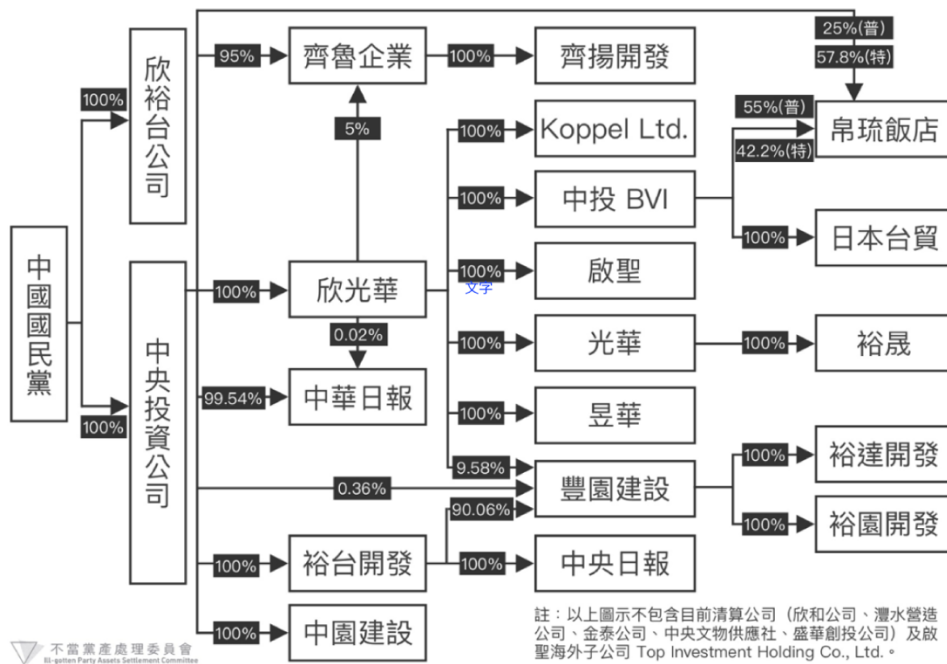 中國國民黨
100%
欣裕台公司
100%
中央投資公司
95%
齊魯企業
100%
齊揚開發
25%(普)
57.8%(特)
5%
100%
Koppel Ltd.
55%(普)
42.2%(特)
帛琉飯店
100%
中投 BVI
100%
日本台貿
100%
欣光華
100%
文字
啟聖
0.02%
100%
光華
100%
裕晟
99.54%
中華日報
100%
昱華
9.58%
0.36%
豐園建設
100%
裕達開發
90.06%
100%
裕園開發
100%
裕台開發
100%
中央日報
100%
中園建設
註：以上圖示不包含目前清算公司（欣和公司、灃水營造
公司、金泰公司、中央文物供應社、盛華創投公司）及啟
聖海外子公司 Top Investment Holding Co., Ltd.。
不當黨產處理委員會
Ill-gotten Party Assets Settlement Committee